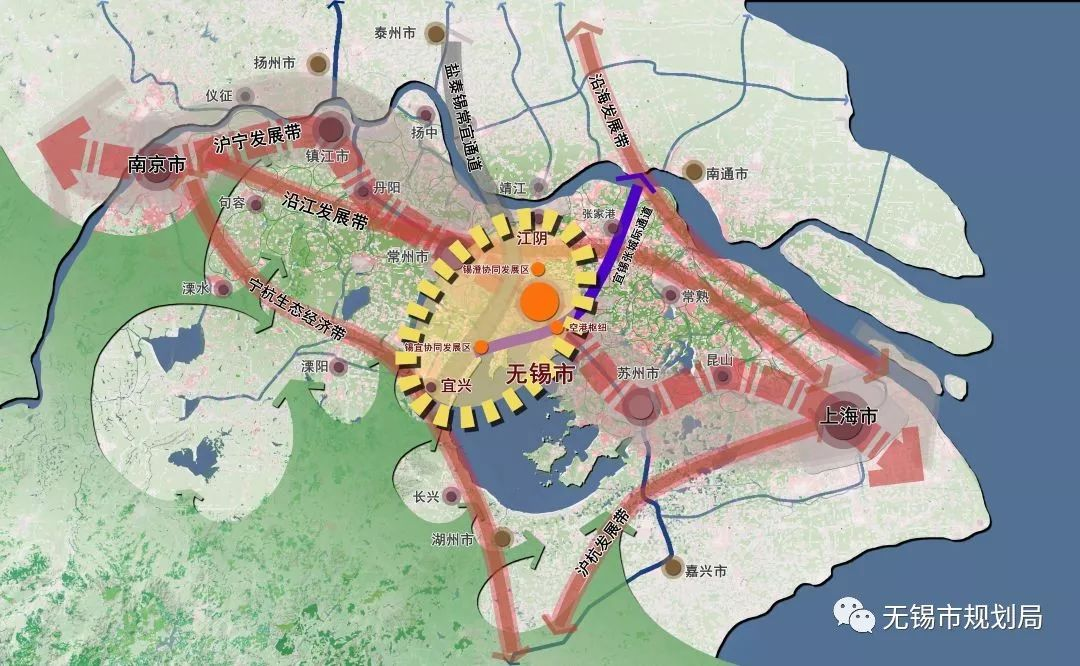 泰州市
扬州市
仪征
盐泰锡常宜通道
沿海发展带
扬中
沪宁发展带
镇江市
南京市
南通市
丹阳
靖江
句容
沿江发展带
张家港
宜锡张城际通道
江阴
常州市
锡澄协同发展区
溧水
宁杭生态经济带
常熟
空港枢纽
锡宜协同发展区
溧阳
昆山
无锡市
苏州市
宜兴
上海市
长兴
湖州市
沪杭发展带
嘉兴市
无锡市规划局